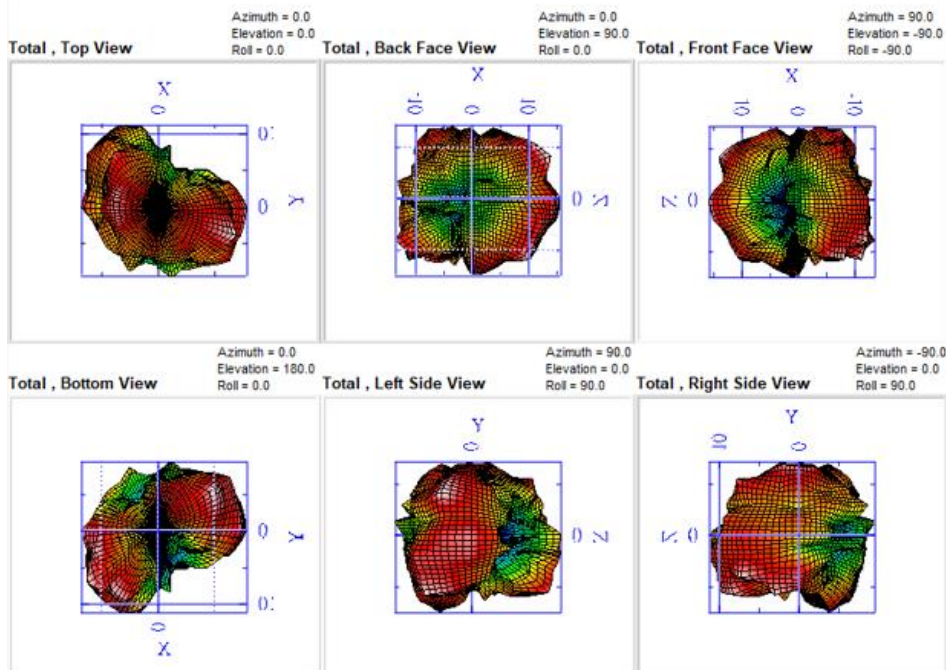 Azimuth = 0.0
Elevation = 0.0
Roll = 0.0
Total , Top View
X
0
0
Y
Azimuth = 0.0
Elevation = 90.0
Roll = 0.0
Total , Back Face View
X
-10
0
10
0
Z
Azimuth = 90.0
Elevation = -90.0
Roll = -90.0
Total , Front Face View
X
10
0
-10
Z
0
Azimuth = 0.0
Elevation = 180.0
Roll = 0.0
Total , Bottom View
0
Y
0
X
Azimuth = 90.0
Elevation = 0.0
Roll = 90.0
Total , Left Side View
Y
0
0
Z
Azimuth = -90.0
Elevation = 0.0
Roll = 90.0
Total , Right Side View
Y
10
0
Z
0